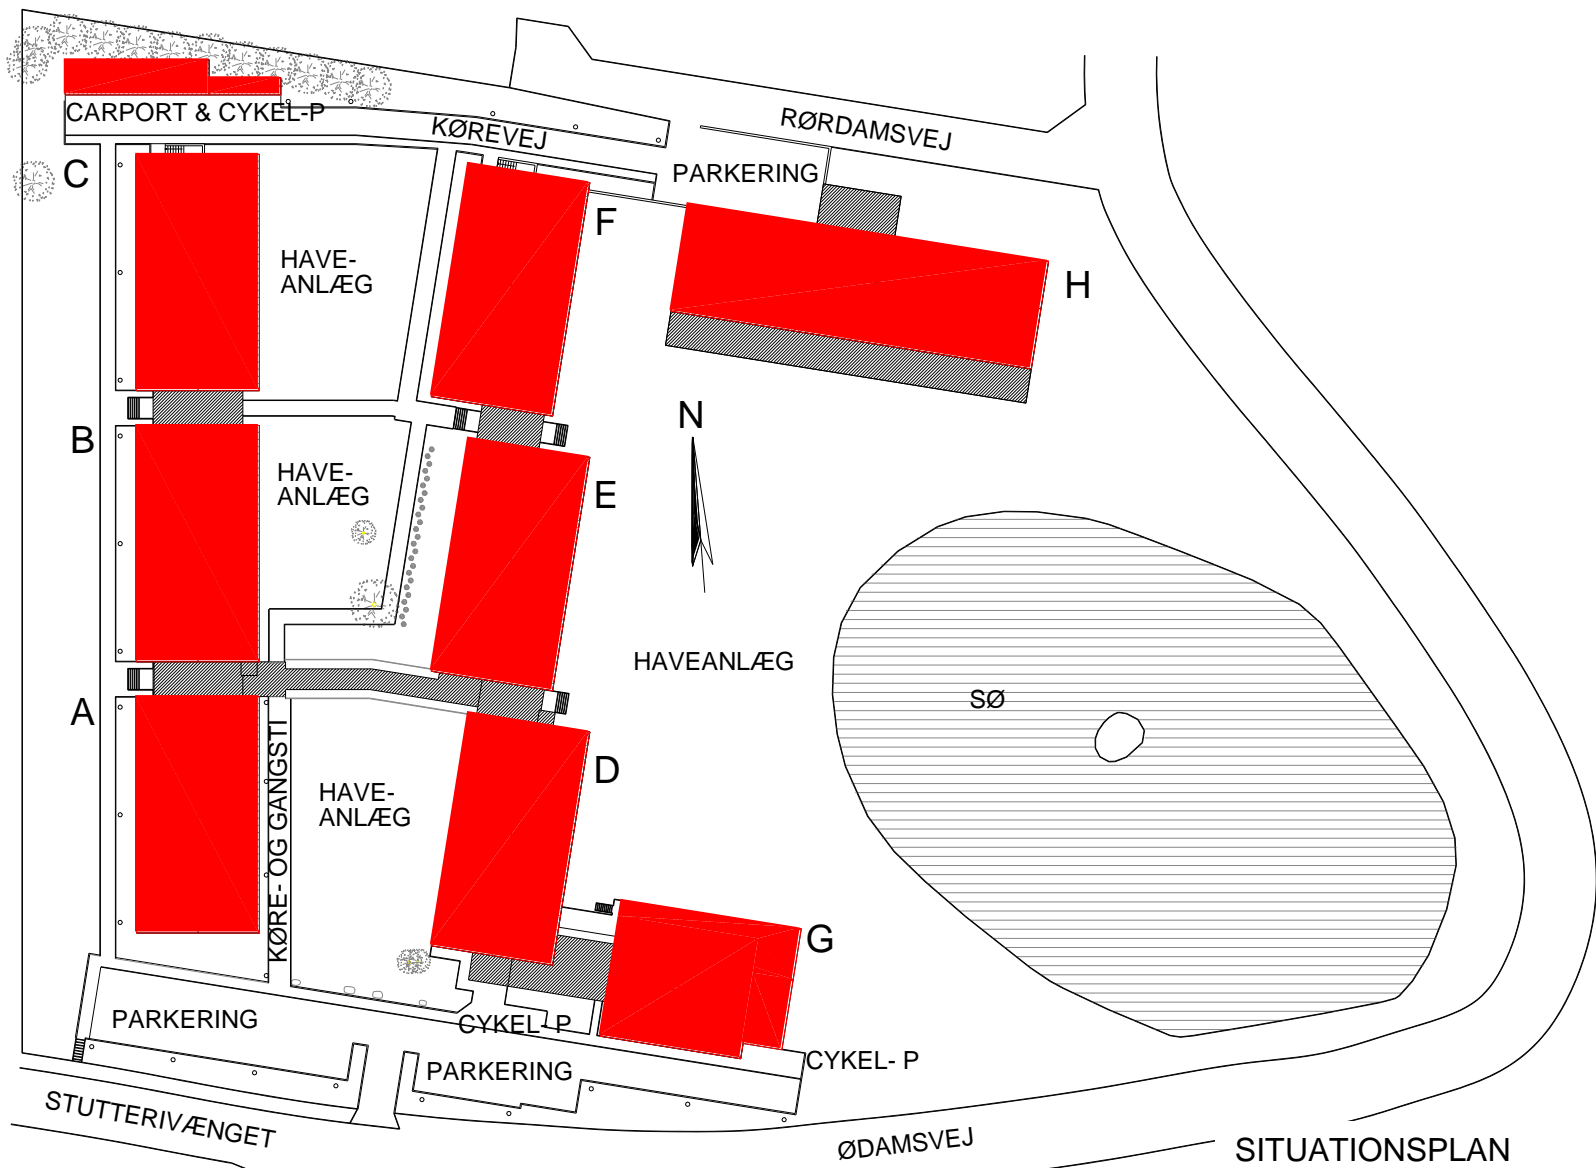 CARPORT & CYKEL-P
KØREVEJ
RØRDAMSVEJ
PARKERING
C
F
H
HAVE-
ANLÆG
N
B
HAVE-
ANLÆG
E
HAVEANLÆG
SØ
A
KØRE- OG GANGSTI
HAVE-
ANLÆG
D
G
PARKERING
CYKEL- P
CYKEL- P
PARKERING
STUTTERIVÆNGET
ØDAMSVEJ
SITUATIONSPLAN